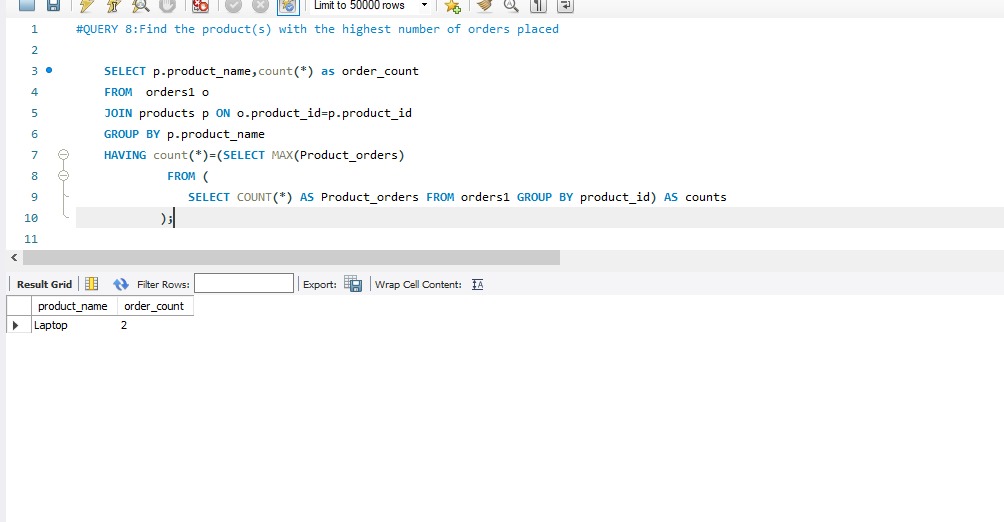 Limit to 50000 rows
1 #QUERY 8:Find the product(s) with the highest number of orders placed
2
3 SELECT p.product_name,count(*) as order_count
4 FROM orders1 o
5 JOIN products p ON o.product_id=p.product_id
6 GROUP BY p.product_name
7 HAVING count(*)=(SELECT MAX(Product_orders)
8 FROM (
9 SELECT COUNT(*) AS Product_orders FROM orders1 GROUP BY product_id) AS counts
10 );
11
Result Grid Filter Rows: Export: Wrap Cell Content:
product_name order_count
Laptop 2